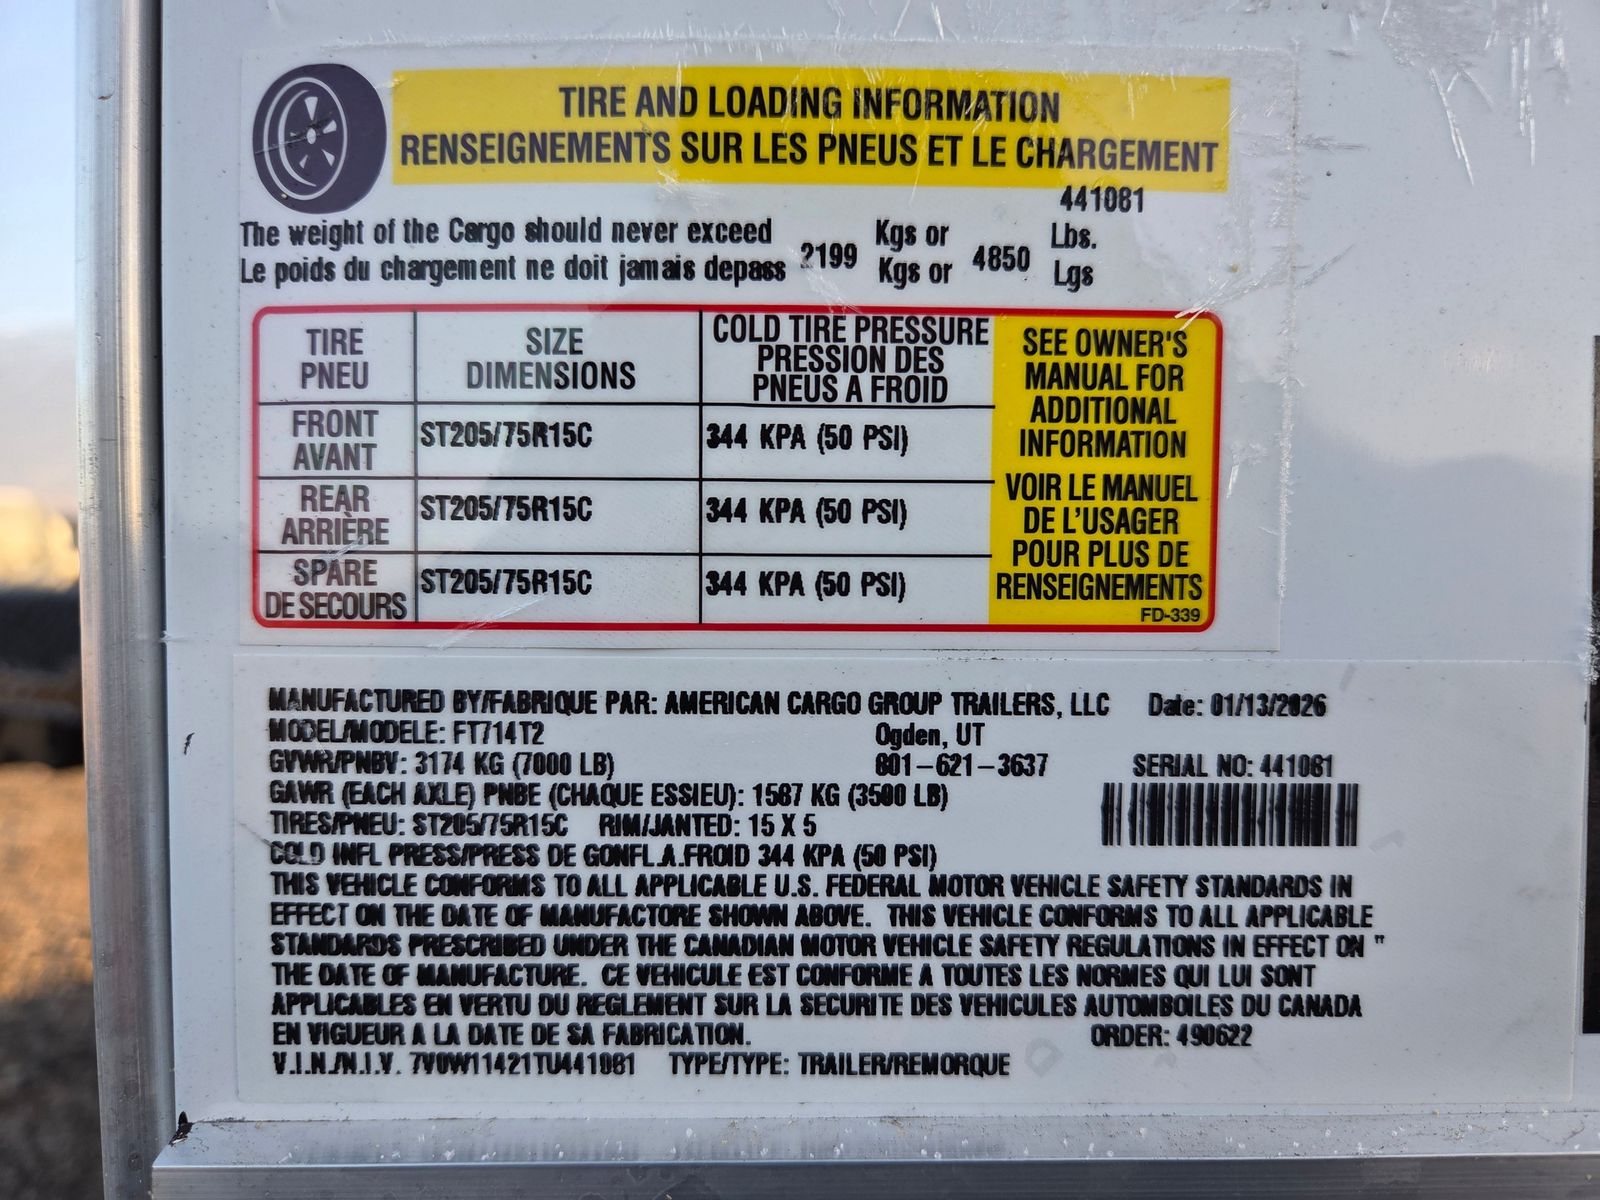 TIRE AND LOADING INFORMATION
RENSEIGNEMENTS SUR LES PNEUS ET LE CHARGEMENT
441081
The weight of the Cargo should never exceed 2199 Kgs or 4850 Lbs.
Le poids du chargement ne doit jamais depass Kgs or Lgs
TIRE PNEU SIZE DIMENSIONS COLD TIRE PRESSURE PRESSION DES PNEUS A FROID
FRONT AVANT ST205/75R15C 344 KPA (50 PSI)
REAR ARRIÈRE ST205/75R15C 344 KPA (50 PSI)
SPARE DE SECOURS ST205/75R15C 344 KPA (50 PSI)
SEE OWNER'S
MANUAL FOR
ADDITIONAL
INFORMATION
VOIR LE MANUEL
DE L'USAGER
POUR PLUS DE
RENSEIGNEMENTS
FD-339
MANUFACTURED BY/FABRIQUE PAR: AMERICAN CARGO GROUP TRAILERS, LLC Date: 01/13/2026
MODEL/MODELE: FT714T2 Ogden, UT
GVWR/PNBV: 3174 KG (7000 LB) 801-621-3637 SERIAL NO: 441081
GAWR (EACH AXLE) PNBE (CHAQUE ESSIEU): 1587 KG (3500 LB)
TIRES/PNEU: ST205/75R15C RIM/JANTED: 15 X 5
COLD INFL PRESS/PRESS DE GONFL.A.FROID 344 KPA (50 PSI)
THIS VEHICLE CONFORMS TO ALL APPLICABLE U.S. FEDERAL MOTOR VEHICLE SAFETY STANDARDS IN
EFFECT ON THE DATE OF MANUFACTORE SHOWN ABOVE. THIS VEHICLE CONFORMS TO ALL APPLICABLE
STANDARDS PRESCRIBED UNDER THE CANADIAN MOTOR VEHICLE SAFETY REGULATIONS IN EFFECT ON "
THE DATE OF MANUFACTURE. CE VEHICULE EST CONFORME A TOUTES LES NORMES QUI LUI SONT
APPLICABLES EN VERTU DU REGLEMENT SUR LA SECURITE DES VEHICULES AUTOMBOILES DU CANADA
EN VIGUEUR A LA DATE DE SA FABRICATION. ORDER: 490622
V.I.N./N.I.V. 7V0W11421TU441081 TYPE/TYPE: TRAILER/REMORQUE